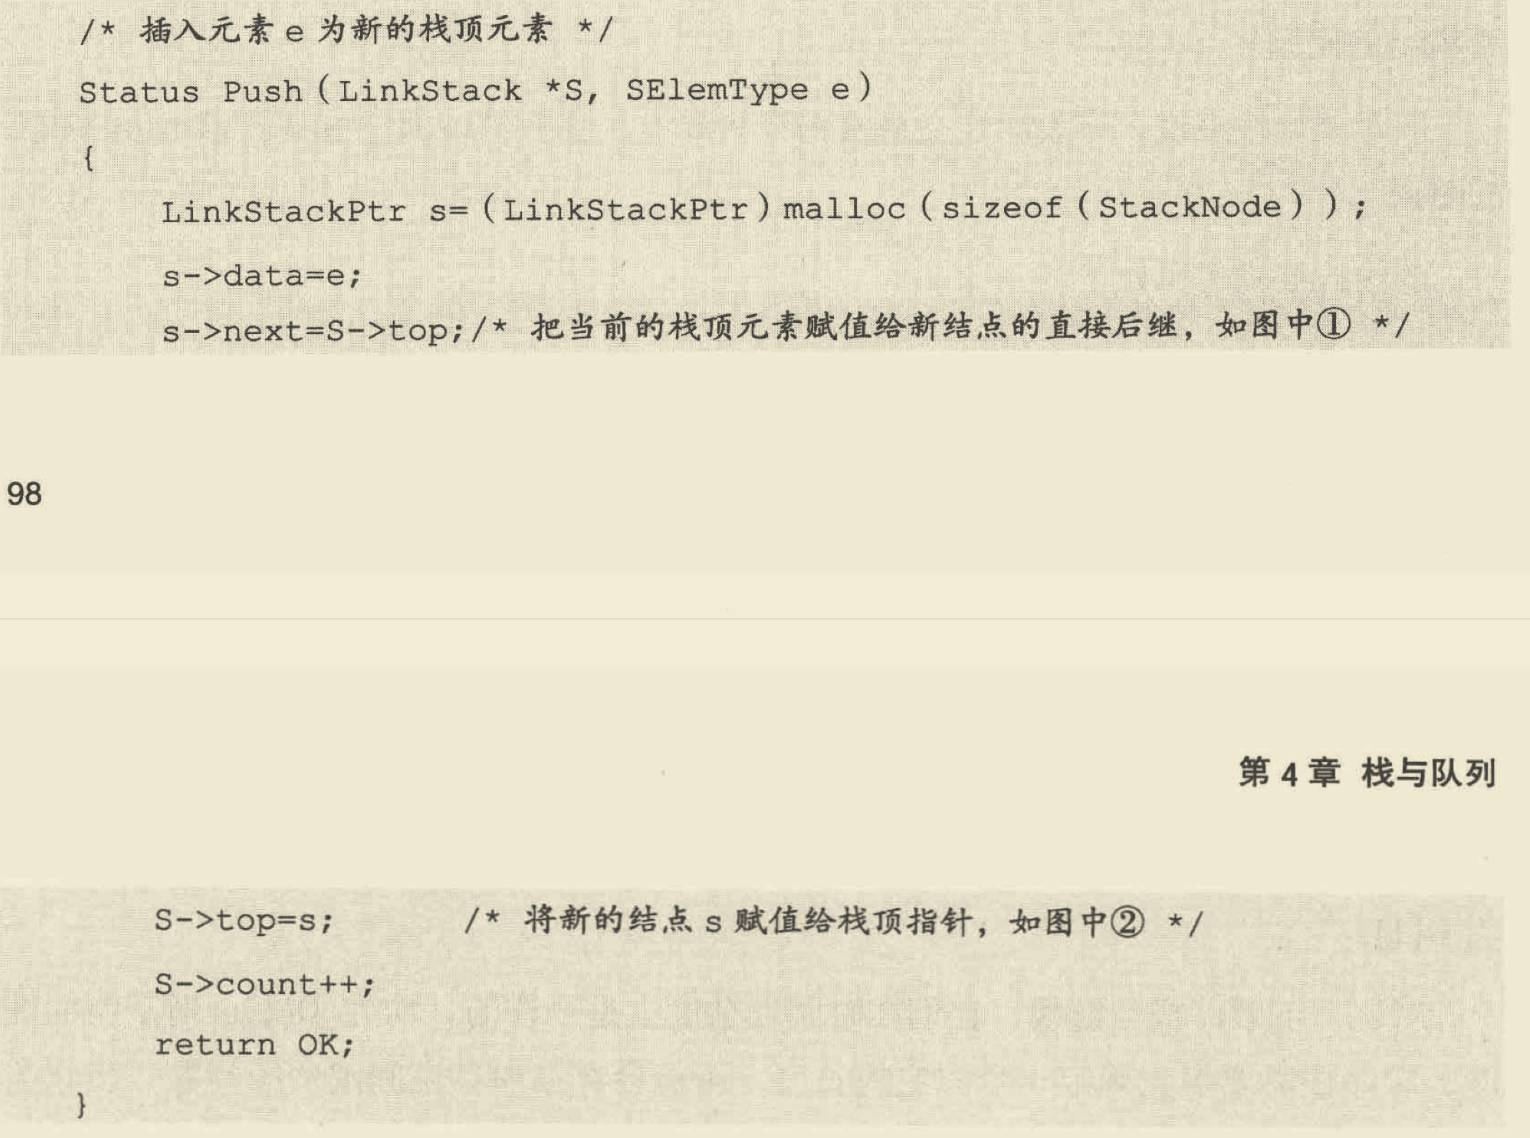 /* 插入元素 e 为新的栈顶元素 */
Status Push(LinkStack *S, SElemType e)
{
LinkStackPtr s=(LinkStackPtr)malloc(sizeof(StackNode));
s->data=e;
s->next=S->top;/* 把当前的栈顶元素赋值给新结点的直接后继，如图中① */
98
第 4 章 栈与队列
S->top=s; /* 将新的结点 s 赋值给栈顶指针，如图中② */
S->count++;
return OK;
}